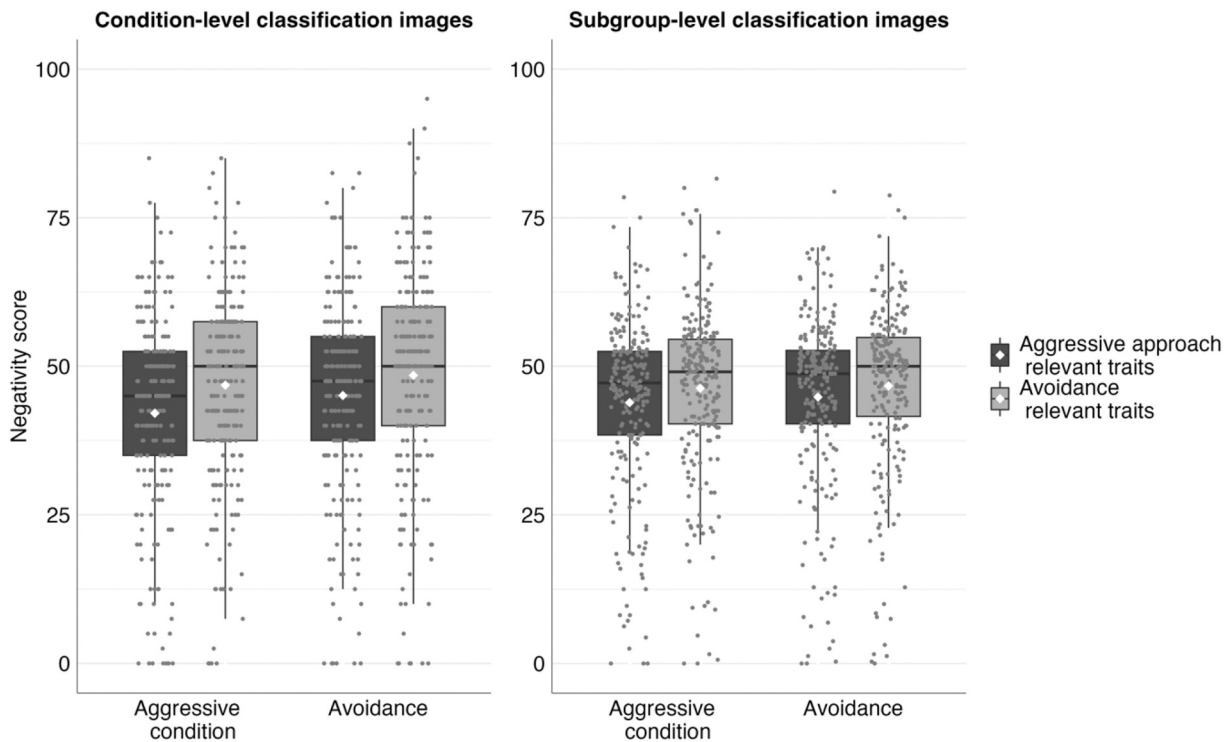 Condition-level classification images
Subgroup-level classification images
Negativity score
100
75
50
25
0
100
75
50
25
0
Aggressive
condition
Avoidance
Aggressive
condition
Avoidance
Aggressive approach
relevant traits
Avoidance
relevant traits